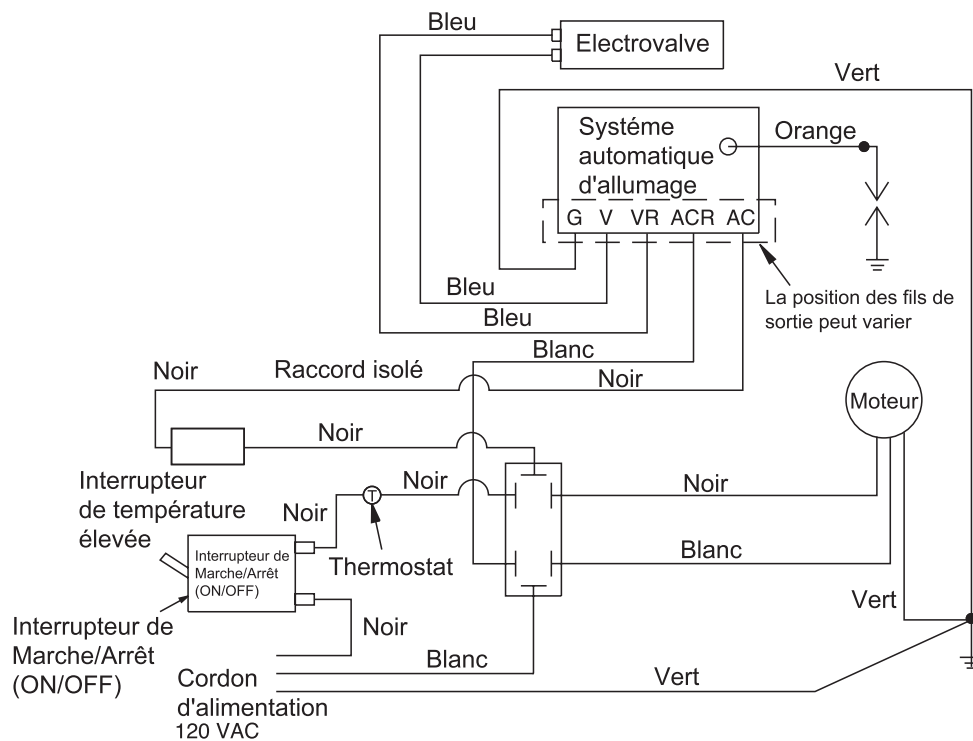 Bleu
Electrovalve
Vert
Systéme
automatique
d'allumage
Orange
G V VR ACR AC
Bleu
La position des fils de
sortie peut varier
Bleu
Blanc
Noir
Raccord isolé
Noir
Moteur
Noir
Interrupteur
de température
élevée
Noir
Noir
Noir
T
Thermostat
Interrupteur de
Marche/Arrêt
(ON/OFF)
Blanc
Vert
Interrupteur de
Marche/Arrêt
(ON/OFF)
Noir
Blanc
Vert
Cordon
d'alimentation
120 VAC